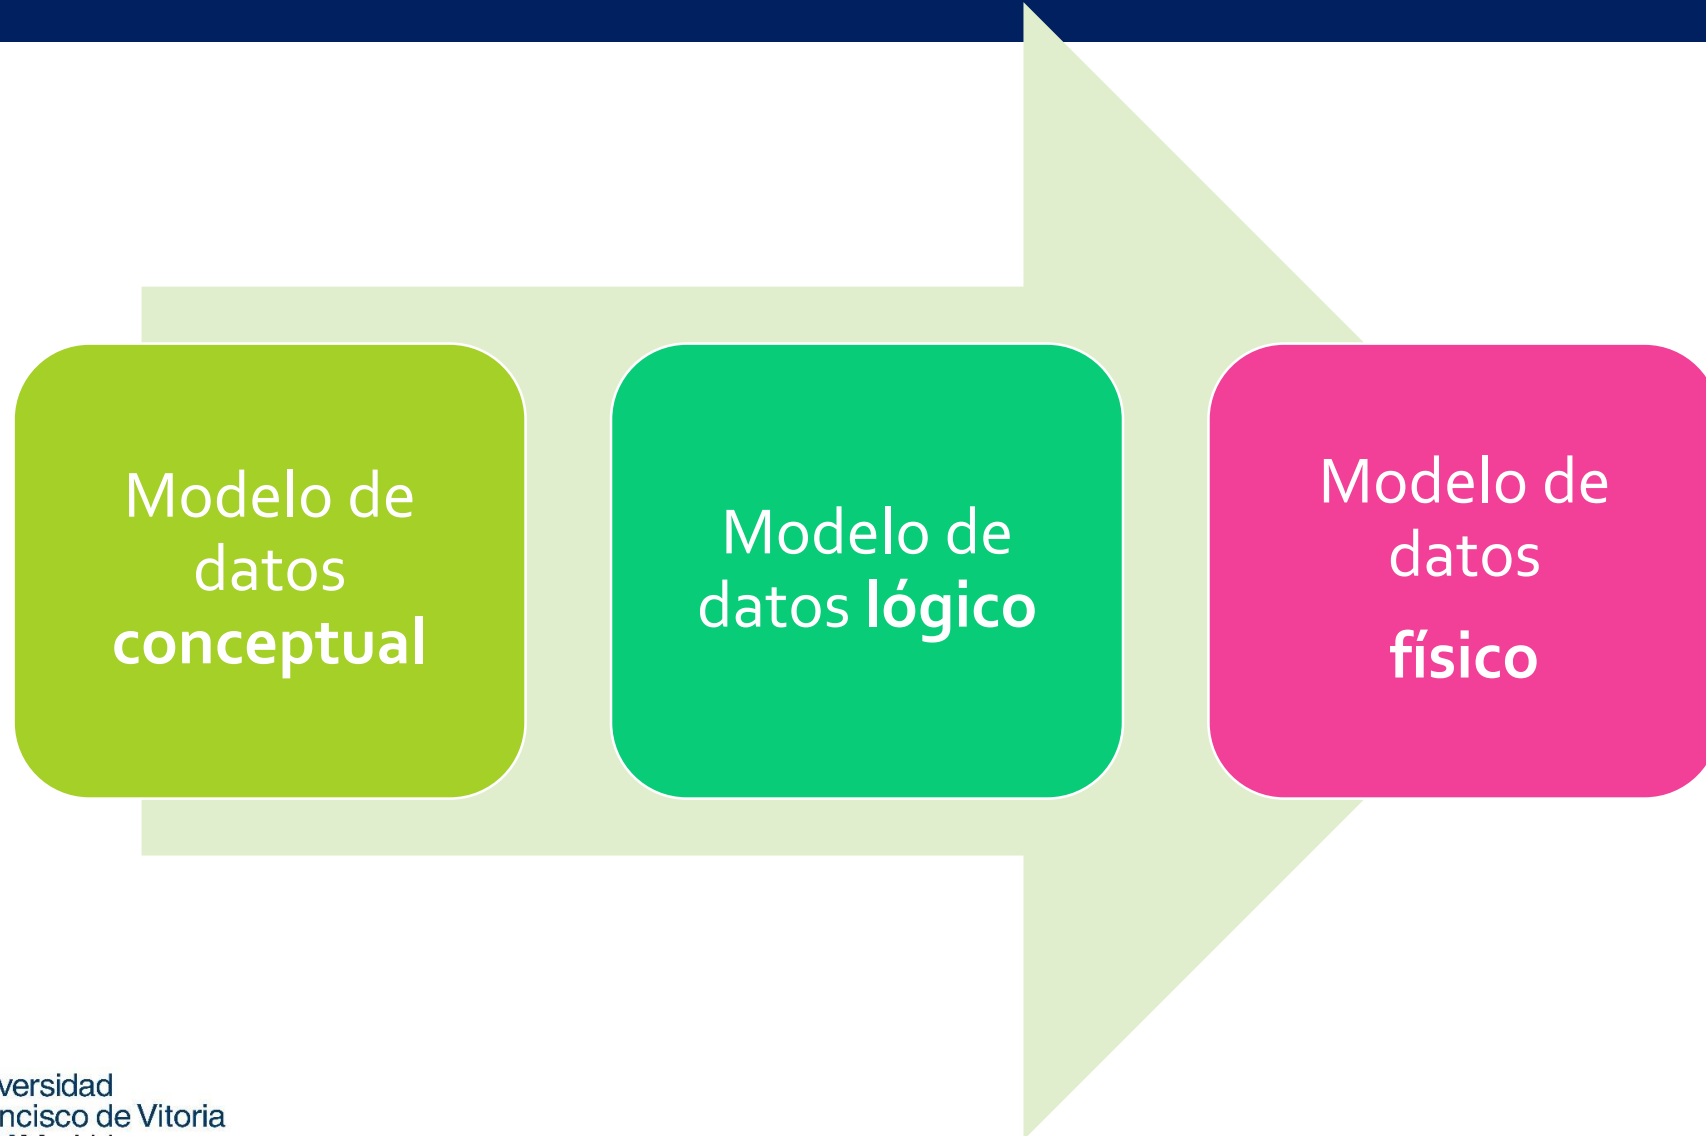 Modelo de
datos
conceptual
Modelo de
datos lógico
Modelo de
datos
físico
versidad
ncisco de Vitoria